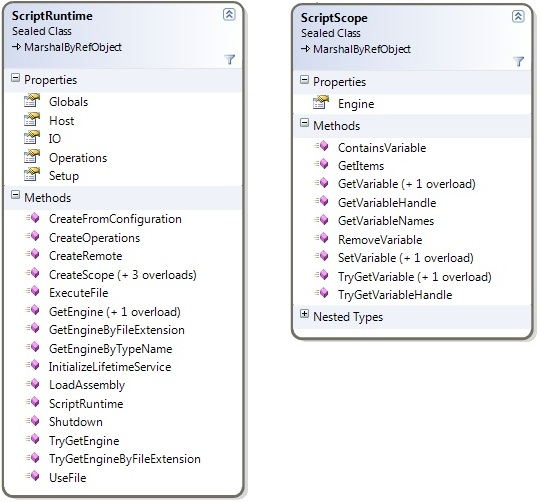 ScriptRuntime
Sealed Class
MarshalByRefObject
Properties
Globals
Host
IO
Operations
Setup
Methods
CreateFromConfiguration
CreateOperations
CreateRemote
CreateScope (+ 3 overloads)
ExecuteFile
GetEngine (+ 1 overload)
GetEngineByFileExtension
GetEngineByTypeName
InitializeLifetimeService
LoadAssembly
ScriptRuntime
Shutdown
TryGetEngine
TryGetEngineByFileExtension
UseFile
ScriptScope
Sealed Class
MarshalByRefObject
Properties
Engine
Methods
ContainsVariable
GetItems
GetVariable (+ 1 overload)
GetVariableHandle
GetVariableNames
RemoveVariable
SetVariable (+ 1 overload)
TryGetVariable (+ 1 overload)
TryGetVariableHandle
Nested Types